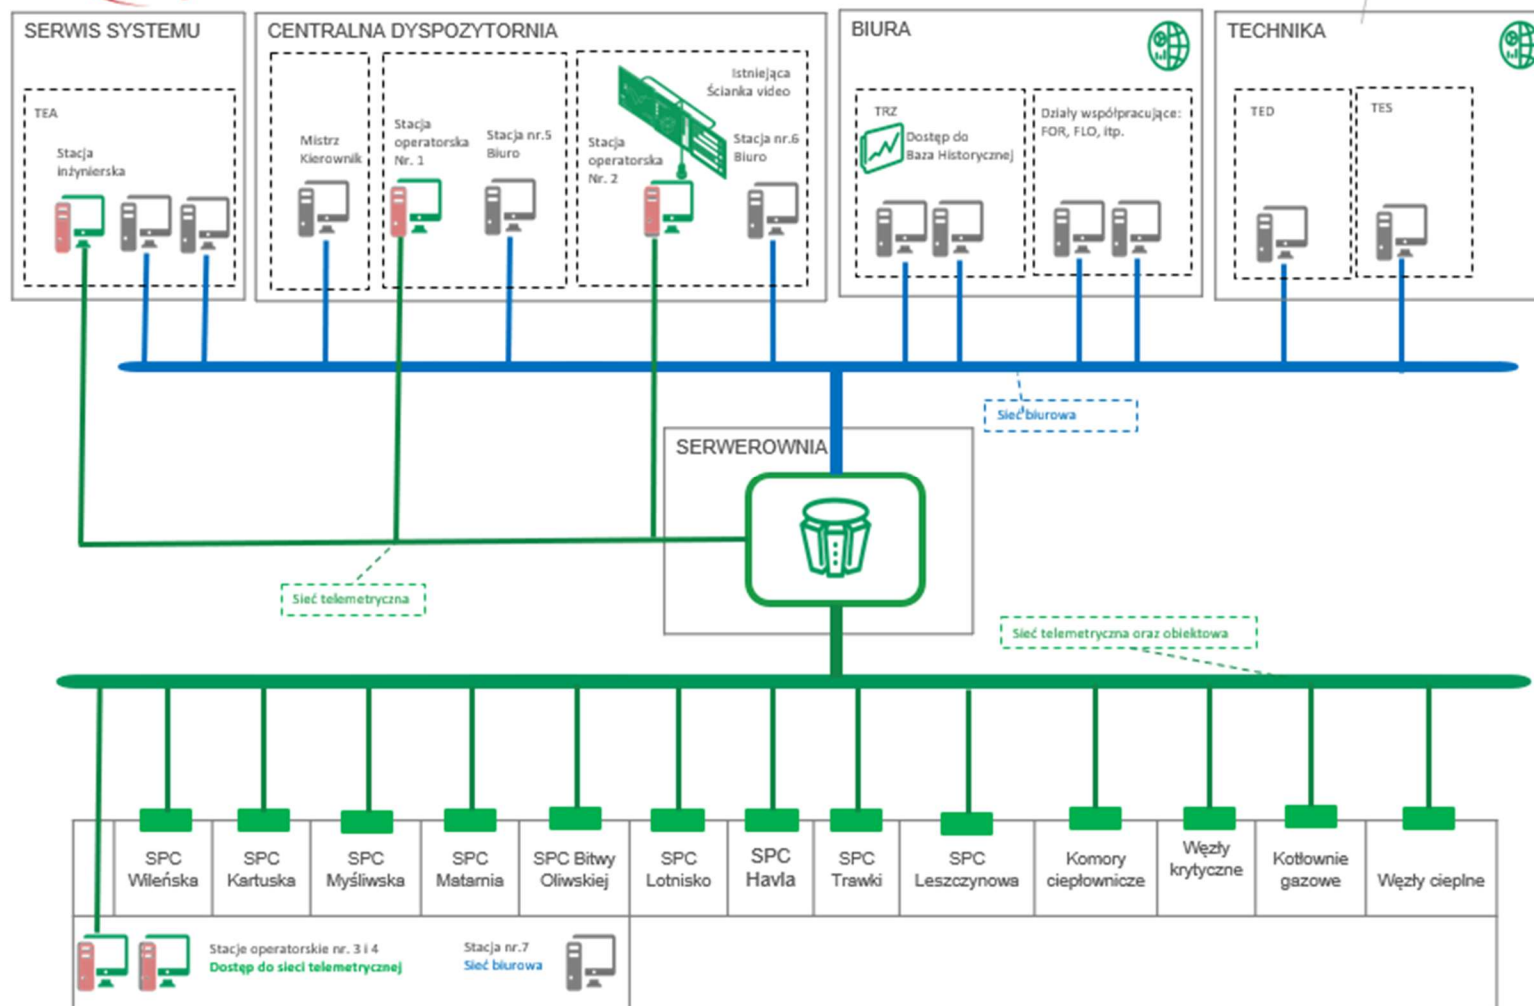 SERWIS SYSTEMU
TEA
Stacja
inżynierska
CENTRALNA DYSPOZYTORNIA
Mistrz
Kierownik
Stacja
operatorska
Nr. 1
Stacja nr.5
Biuro
Istniejąca
Ścianka video
Stacja
operatorska
Nr. 2
Stacja nr.6
Biuro
BIURA
TRZ
Dostęp do
Baza Historycznej
Działy współpracujące:
FOR, FLO, itp.
TECHNIKA
TED
TES
Sieć biurowa
SERWEROWNIA
Sieć telemetryczna
Sieć telemetryczna oraz obiektowa
SPC
Wileńska
SPC
Kartuska
SPC
Myśliwska
SPC
Matarnia
SPC Bitwy
Oliwskiej
SPC
Lotnisko
SPC
Havla
SPC
Trawki
SPC
Leszczynowa
Komory
ciepłownicze
Węzły
krytyczne
Kotłownie
gazowe
Węzły cieplne
Stacje operatorskie nr. 3 i 4
Dostęp do sieci telemetrycznej
Stacja nr.7
Sieć biurowa